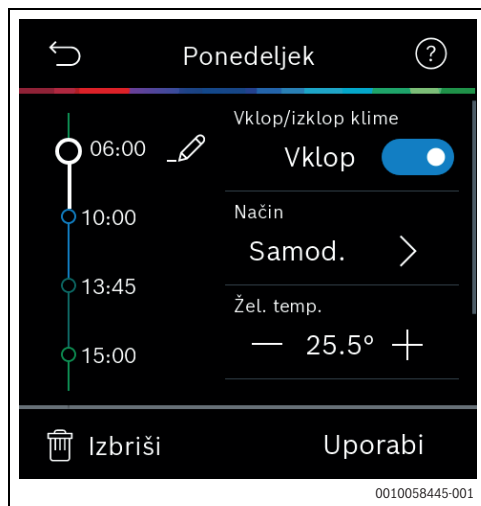 Ponedeljek
?
06:00
10:00
13:45
15:00
Vklop/izklop klime
Vklop
Način
Samod.
Žel. temp.
25.5°
Izbriši
Uporabi
0010058445-001